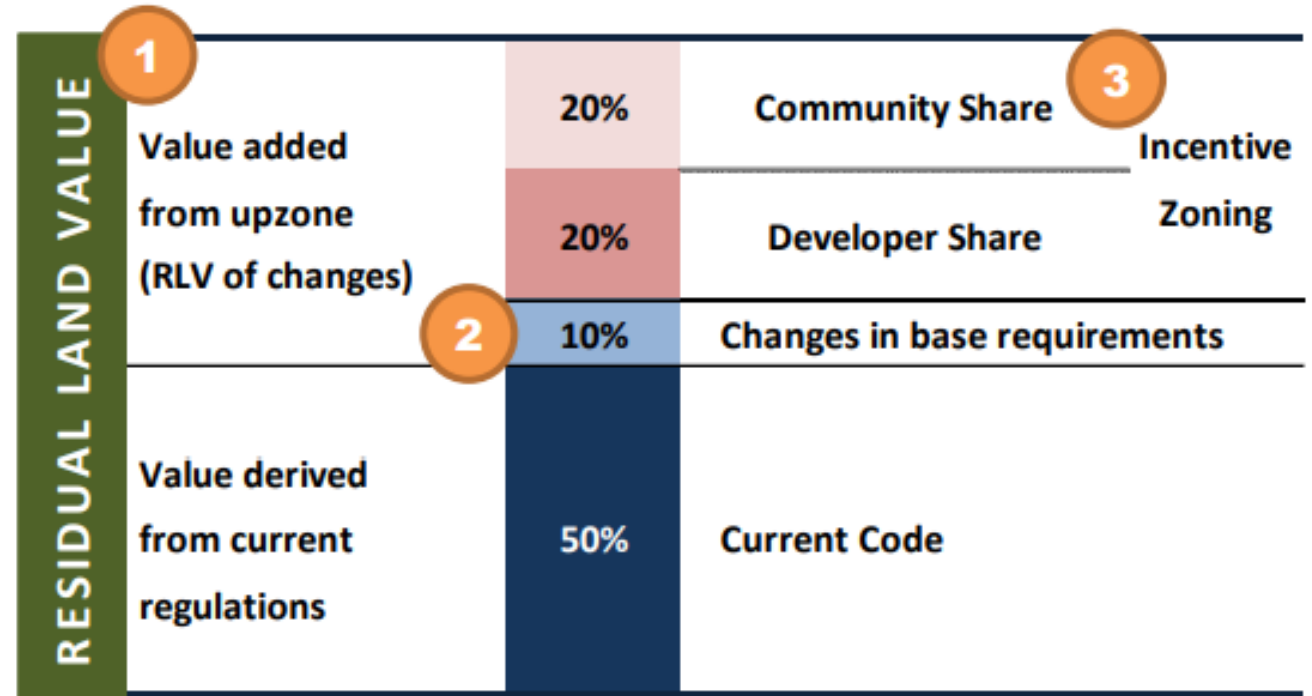 RESIDUAL LAND VALUE
1
Value added
from upzone
(RLV of changes)
20%
Community Share
3
Incentive
Zoning
20%
Developer Share
2
10%
Changes in base requirements
Value derived
from current
regulations
50%
Current Code